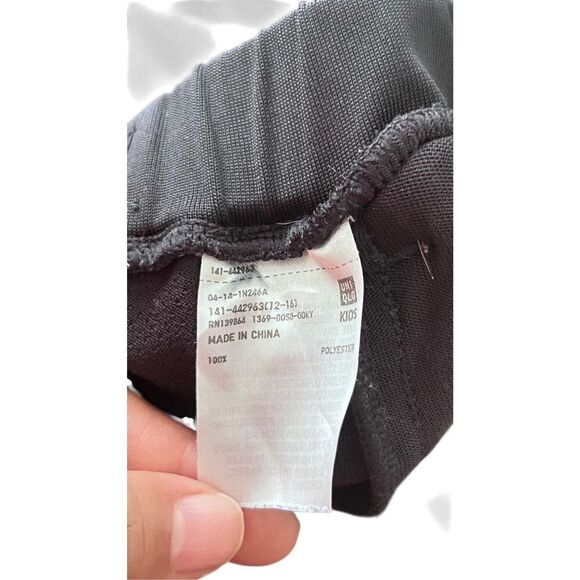 141-442963
04-14-1N246A
141-442963(12-16)
RN139864 1369-00S0-00KY
MADE IN CHINA
100% POLYESTER
UNI
QLO
KIDS